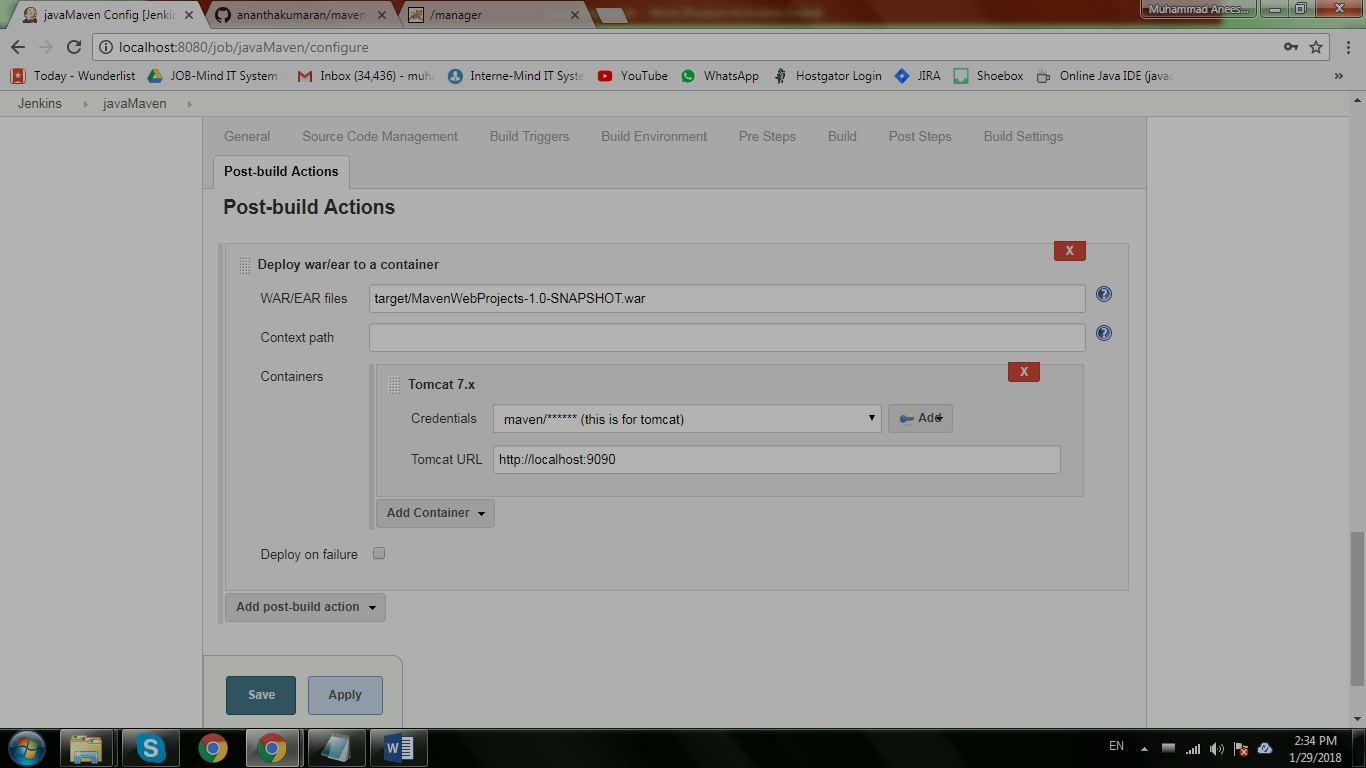 javaMaven Config [Jenki
ananthakumaran/maven
/manager
Muhammad Anees...
localhost:8080/job/javaMaven/configure
Today - Wunderlist
JOB-Mind IT System
Inbox (34,436) - muh
Interne-Mind IT Syste
YouTube
WhatsApp
Hostgator Login
JIRA
Shoebox
Online Java IDE (java
»
Jenkins
javaMaven
General
Source Code Management
Build Triggers
Build Environment
Pre Steps
Build
Post Steps
Build Settings
Post-build Actions
Post-build Actions
X
Deploy war/ear to a container
WAR/EAR files
target/MavenWebProjects-1.0-SNAPSHOT.war
Context path
Containers
X
Tomcat 7.x
Credentials
maven/****** (this is for tomcat)
Add
Tomcat URL
http://localhost:9090
Add Container
Deploy on failure
Add post-build action
Save
Apply
EN
2:34 PM
1/29/2018